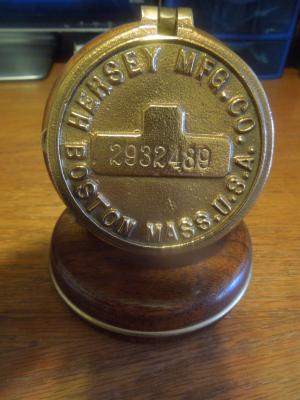 HERSEY MFG. CO.
2932489
BOSTON MASS. U.S.A.